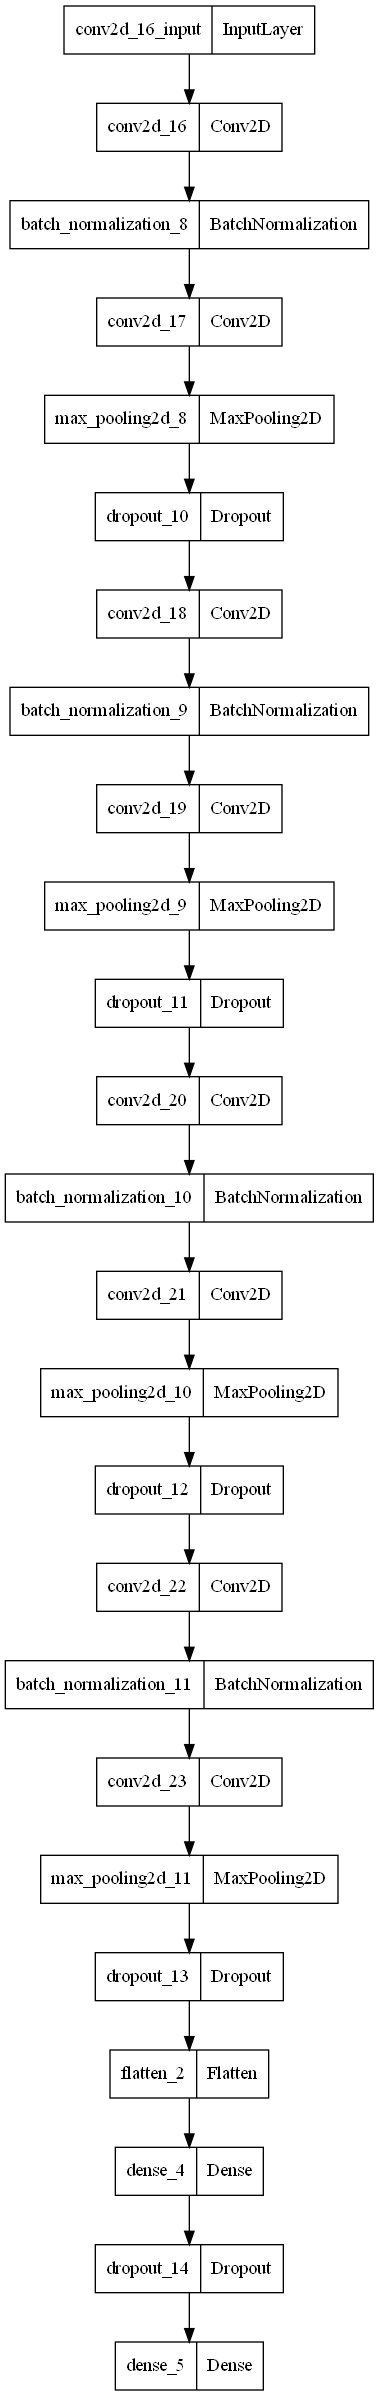 conv2d_16_input InputLayer
conv2d_16 Conv2D
batch_normalization_8 BatchNormalization
conv2d_17 Conv2D
max_pooling2d_8 MaxPooling2D
dropout_10 Dropout
conv2d_18 Conv2D
batch_normalization_9 BatchNormalization
conv2d_19 Conv2D
max_pooling2d_9 MaxPooling2D
dropout_11 Dropout
conv2d_20 Conv2D
batch_normalization_10 BatchNormalization
conv2d_21 Conv2D
max_pooling2d_10 MaxPooling2D
dropout_12 Dropout
conv2d_22 Conv2D
batch_normalization_11 BatchNormalization
conv2d_23 Conv2D
max_pooling2d_11 MaxPooling2D
dropout_13 Dropout
flatten_2 Flatten
dense_4 Dense
dropout_14 Dropout
dense_5 Dense